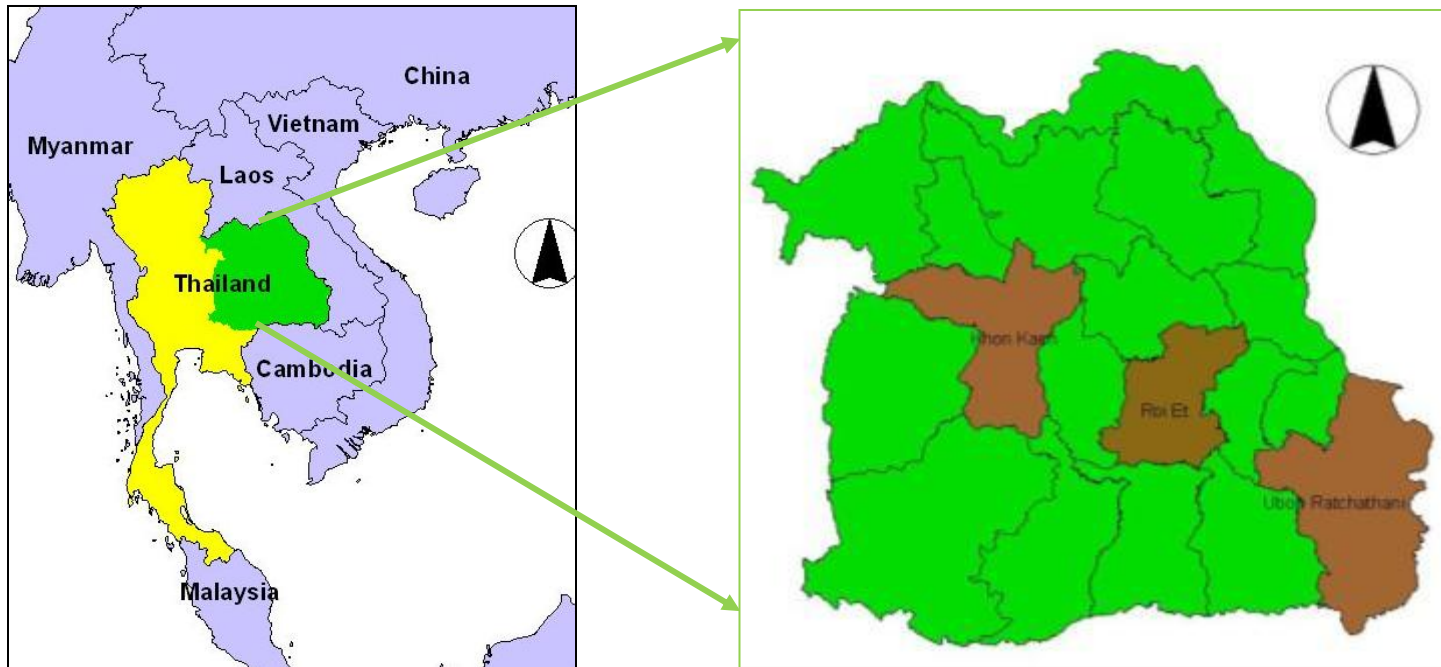 China
Vietnam
Myanmar
Laos
Thailand
Cambodia
Malaysia
Khon Kaen
Roi Et
Ubon Ratchathani